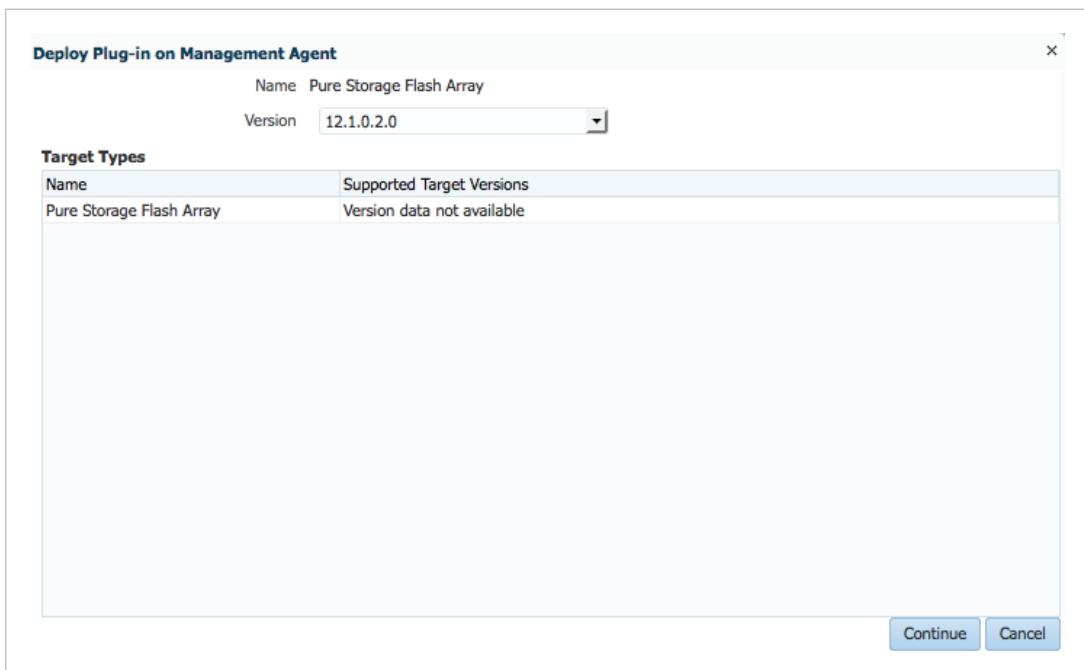 Deploy Plug-in on Management Agent ×
Name Pure Storage Flash Array
Version 12.1.0.2.0
Target Types
Name Supported Target Versions
Pure Storage Flash Array Version data not available
Continue Cancel